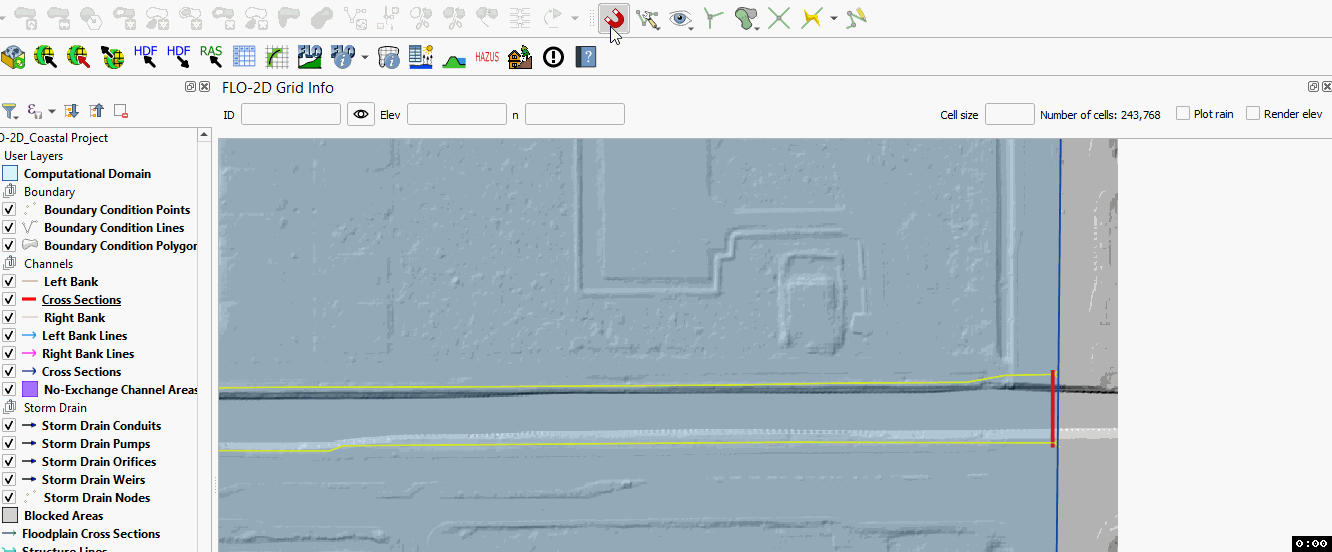 HDF HDF RAS FLO FLO HAZUS ?
FLO-2D Grid Info
ID Elev n Cell size Number of cells: 243,768 Plot rain Render elev
O-2D_Coastal Project
User Layers
Computational Domain
Boundary
Boundary Condition Points
Boundary Condition Lines
Boundary Condition Polygon
Channels
Left Bank
Cross Sections
Right Bank
Left Bank Lines
Right Bank Lines
Cross Sections
No-Exchange Channel Areas
Storm Drain
Storm Drain Conduits
Storm Drain Pumps
Storm Drain Orifices
Storm Drain Weirs
Storm Drain Nodes
Blocked Areas
Floodplain Cross Sections
Structure Lines
0:00